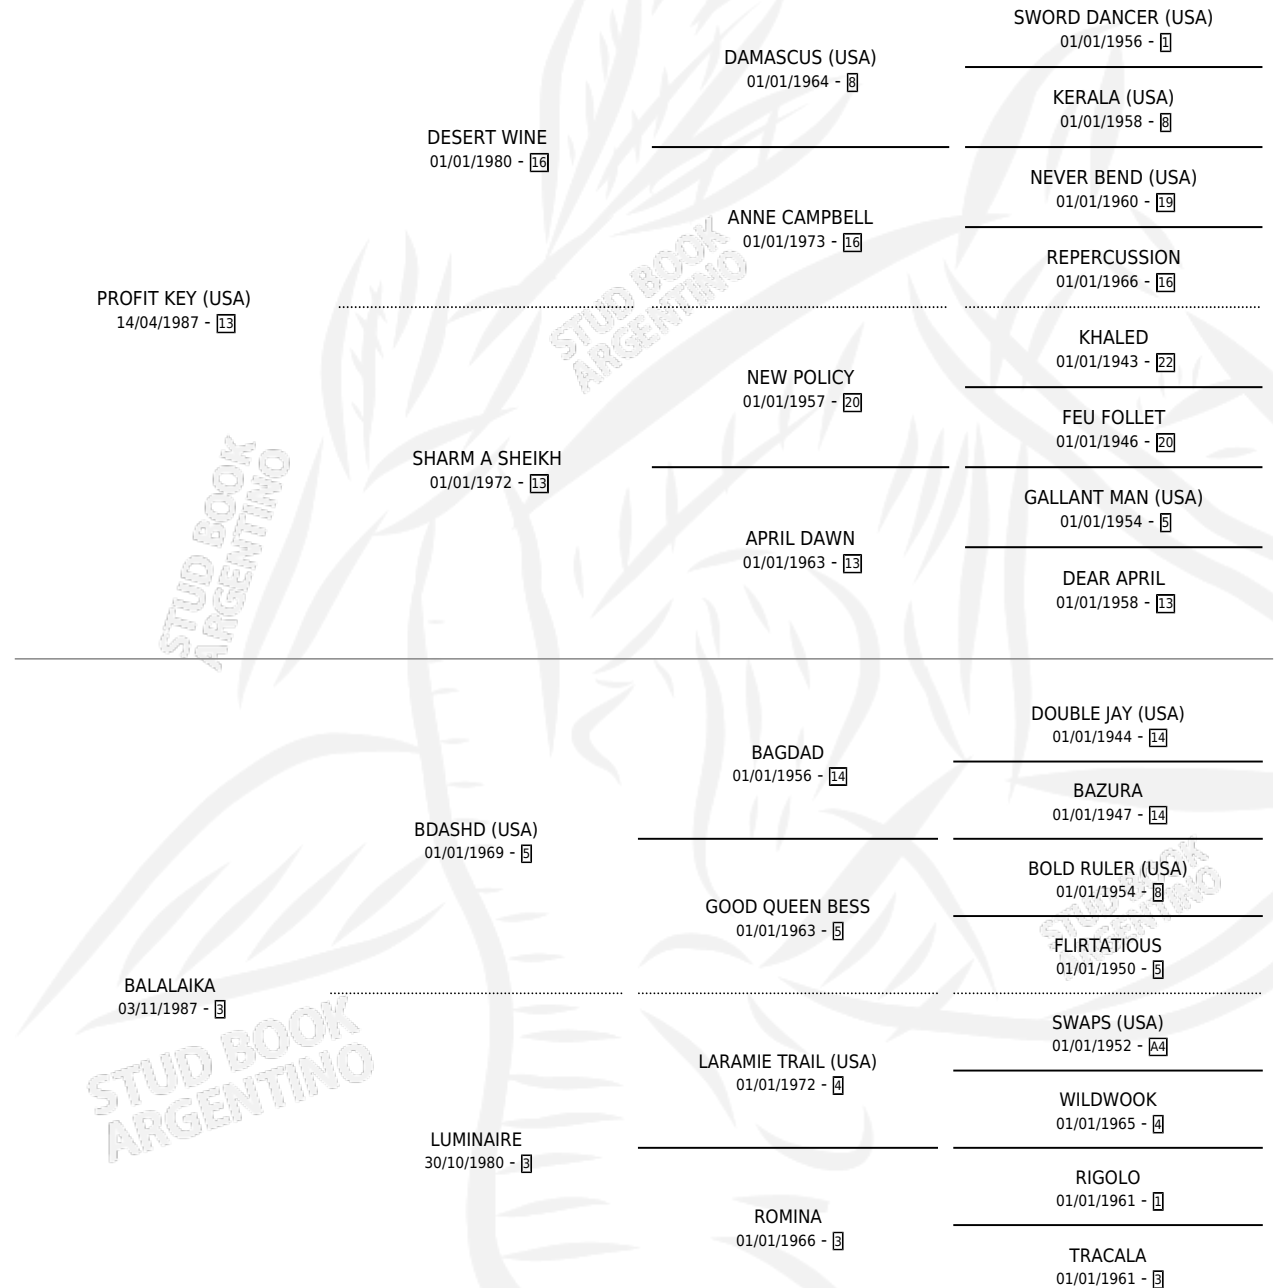 SWORD DANCER (USA)
01/01/1956 - 1
DAMASCUS (USA)
01/01/1964 - 8
KERALA (USA)
01/01/1958 - 8
DESERT WINE
01/01/1980 - 16
NEVER BEND (USA)
01/01/1960 - 19
ANNE CAMPBELL
01/01/1973 - 16
REPERCUSSION
01/01/1966 - 16
PROFIT KEY (USA)
14/04/1987 - 13
KHALED
01/01/1943 - 22
NEW POLICY
01/01/1957 - 20
FEU FOLLET
01/01/1946 - 20
SHARM A SHEIKH
01/01/1972 - 13
GALLANT MAN (USA)
01/01/1954 - 5
APRIL DAWN
01/01/1963 - 13
DEAR APRIL
01/01/1958 - 13
DOUBLE JAY (USA)
01/01/1944 - 14
BAGDAD
01/01/1956 - 14
BAZURA
01/01/1947 - 14
BDASHD (USA)
01/01/1969 - 5
BOLD RULER (USA)
01/01/1954 - 8
GOOD QUEEN BESS
01/01/1963 - 5
FLIRTATIOUS
01/01/1950 - 5
BALALAIKA
03/11/1987 - 3
SWAPS (USA)
01/01/1952 - A4
LARAMIE TRAIL (USA)
01/01/1972 - 4
WILDWOOK
01/01/1965 - 4
LUMINAIRE
30/10/1980 - 3
RIGOLO
01/01/1961 - 1
ROMINA
01/01/1966 - 3
TRACALA
01/01/1961 - 3
STUD BOOK
ARGENTINO
STUD BOOK
ARGENTINO
STUD BOOK
ARGENTINO
STUD BOOK
ARGENTINO